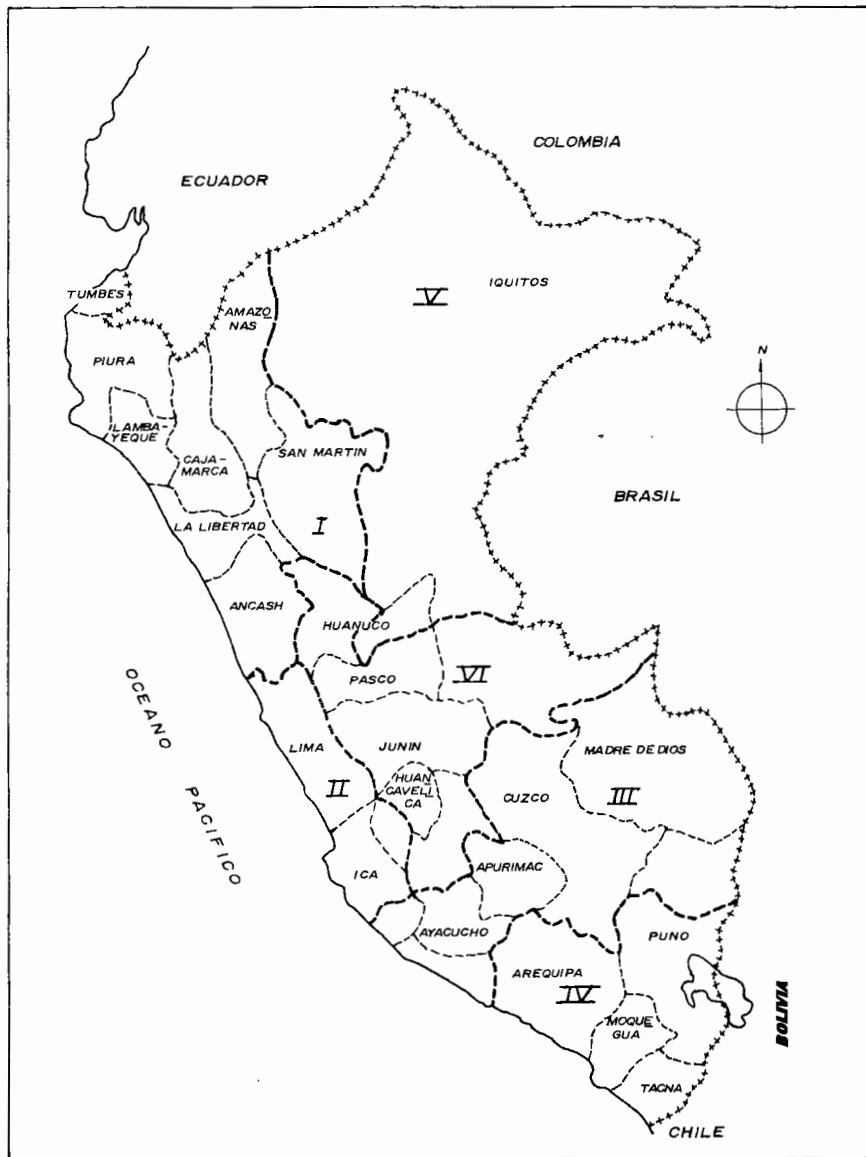 COLOMBIA
ECUADOR
IQUITOS
V
TUMBES
AMAZO
NAS
N
PIURA
LAMBA-
YEQUE
CAJA-
MARCA
SAN MARTIN
BRASIL
I
LA LIBERTAD
ANCASH
HUANUCO
PASCO
VI
OCEANO PACIFICO
LIMA
JUNIN
MADRE DE DIOS
II
HUAN
CAVELI
CA
CUZCO
III
ICA
APURIMAC
AYACUCHO
PUNO
AREQUIPA
IV
BOLIVIA
MOQUE
GUA
TACNA
CHILE